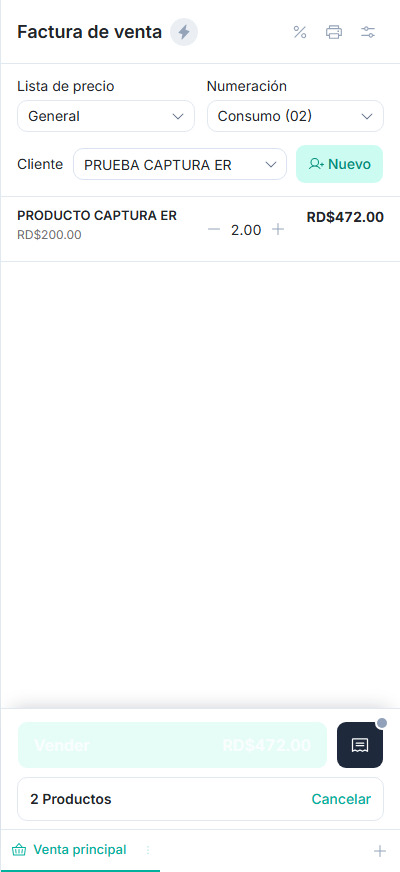 Factura de venta
Lista de precio
Numeración
General
Consumo (02)
Cliente
PRUEBA CAPTURA ER
Nuevo
PRODUCTO CAPTURA ER
RD$200.00
2.00
RD$472.00
Vender
RD$472.00
2 Productos
Cancelar
Venta principal